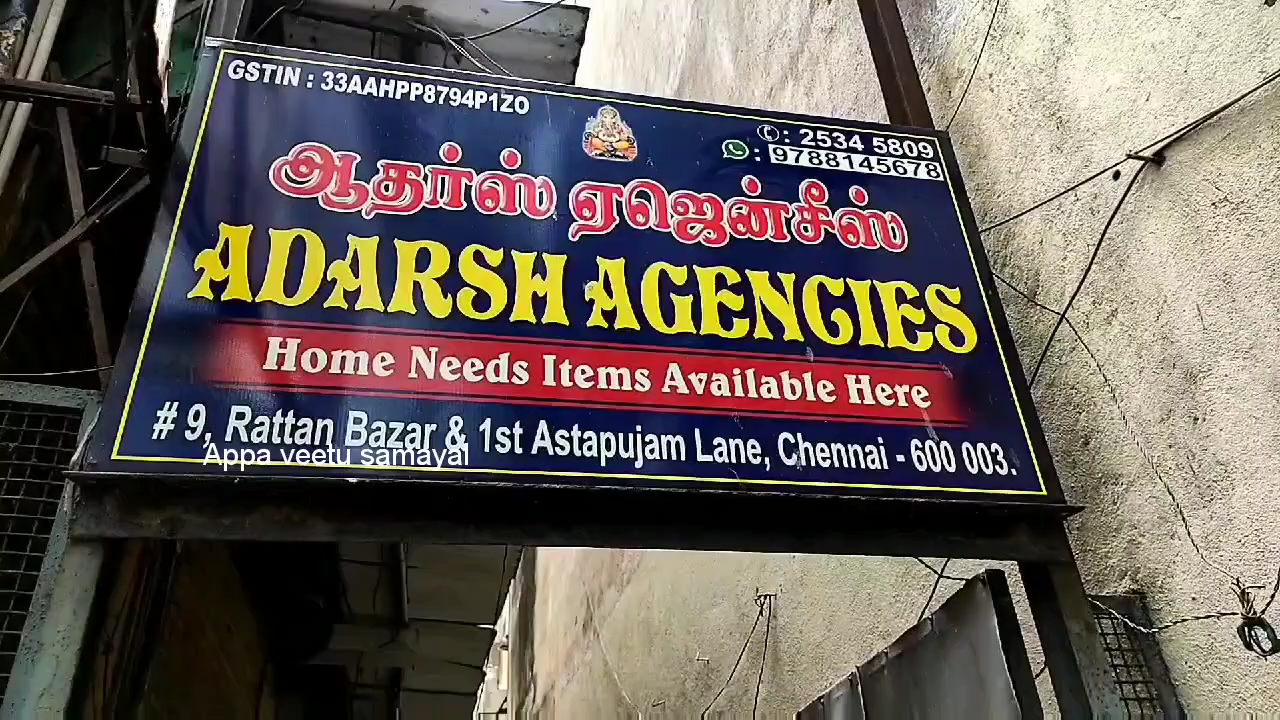 GSTIN : 33AAHPP8794P1ZO
✆: 2534 5809
: 9788145678
ஆதர்ஸ் ஏஜென்சீஸ்
ADARSH AGENCIES
Home Needs Items Available Here
# 9, Rattan Bazar & 1st Astapujam Lane, Chennai - 600 003.
Appa veetu samayal